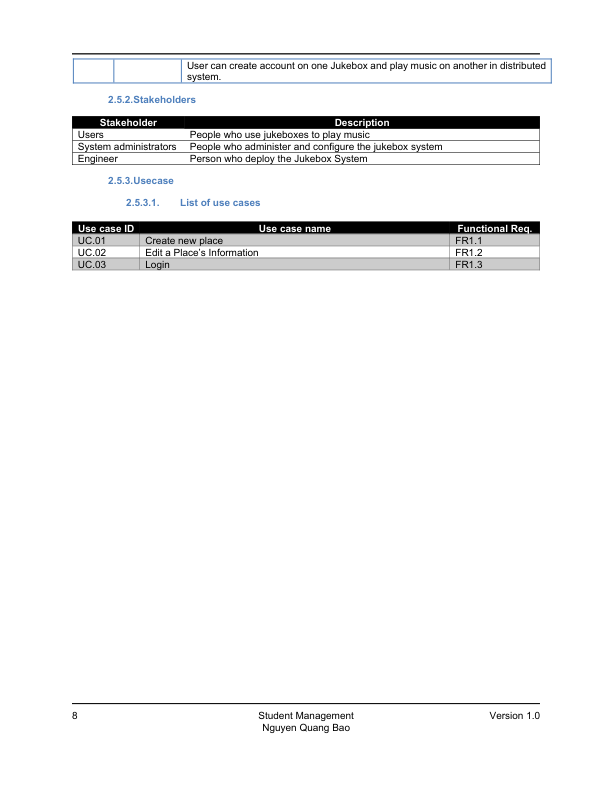 User can create account on one Jukebox and play music on another in distributed
system.
2.5.2.Stakeholders
Stakeholder Description
Users People who use jukeboxes to play music
System administrators People who administer and configure the jukebox system
Engineer Person who deploy the Jukebox System
2.5.3.Usecase
2.5.3.1. List of use cases
Use case ID Use case name Functional Req.
UC.01 Create new place FR1.1
UC.02 Edit a Place’s Information FR1.2
UC.03 Login FR1.3
8 Student Management Version 1.0
Nguyen Quang Bao